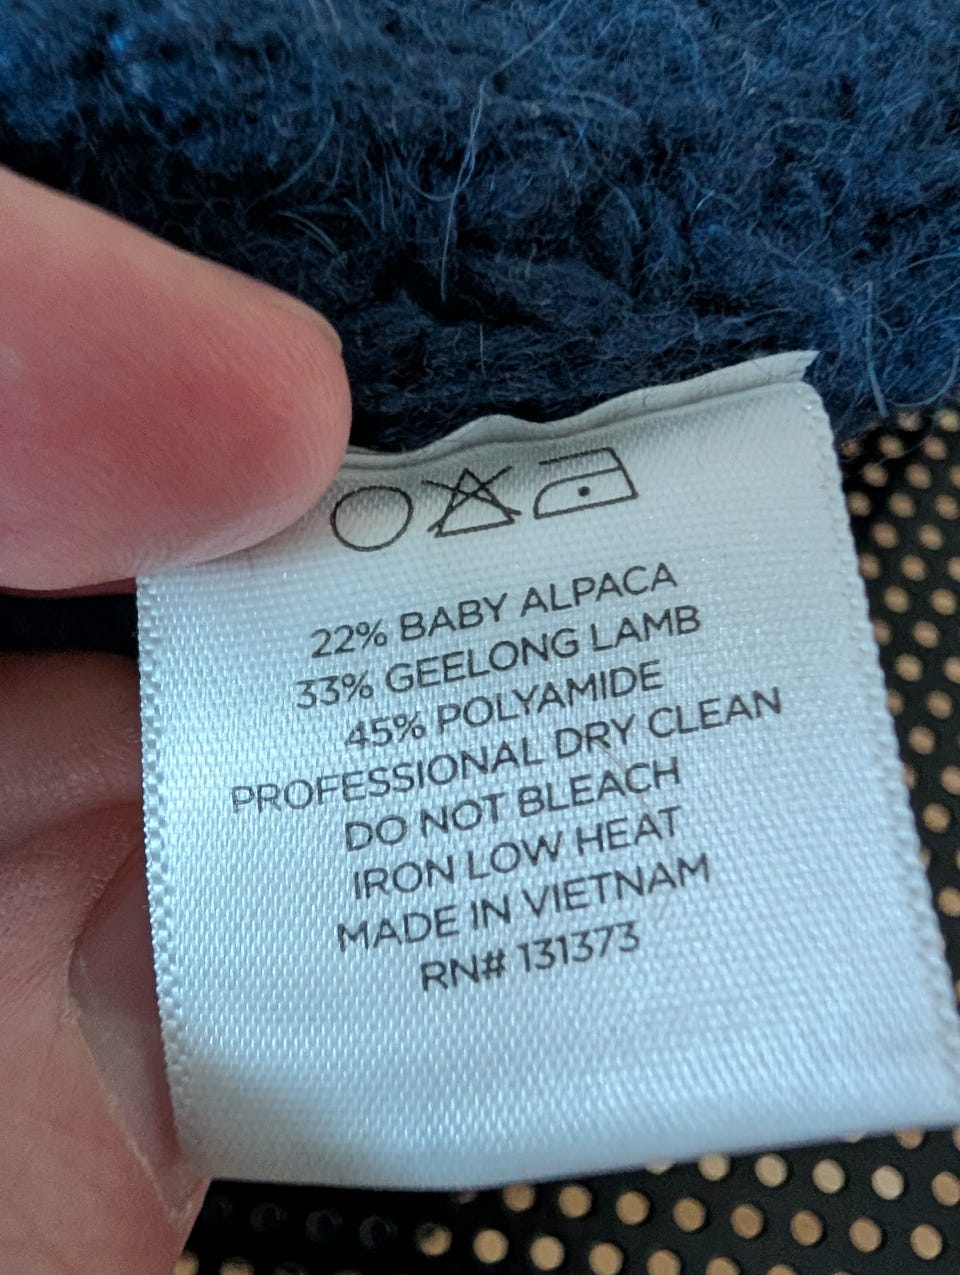 22% BABY ALPACA
33% GEELONG LAMB
45% POLYAMIDE
PROFESSIONAL DRY CLEAN
DO NOT BLEACH
IRON LOW HEAT
MADE IN VIETNAM
RN# 131373